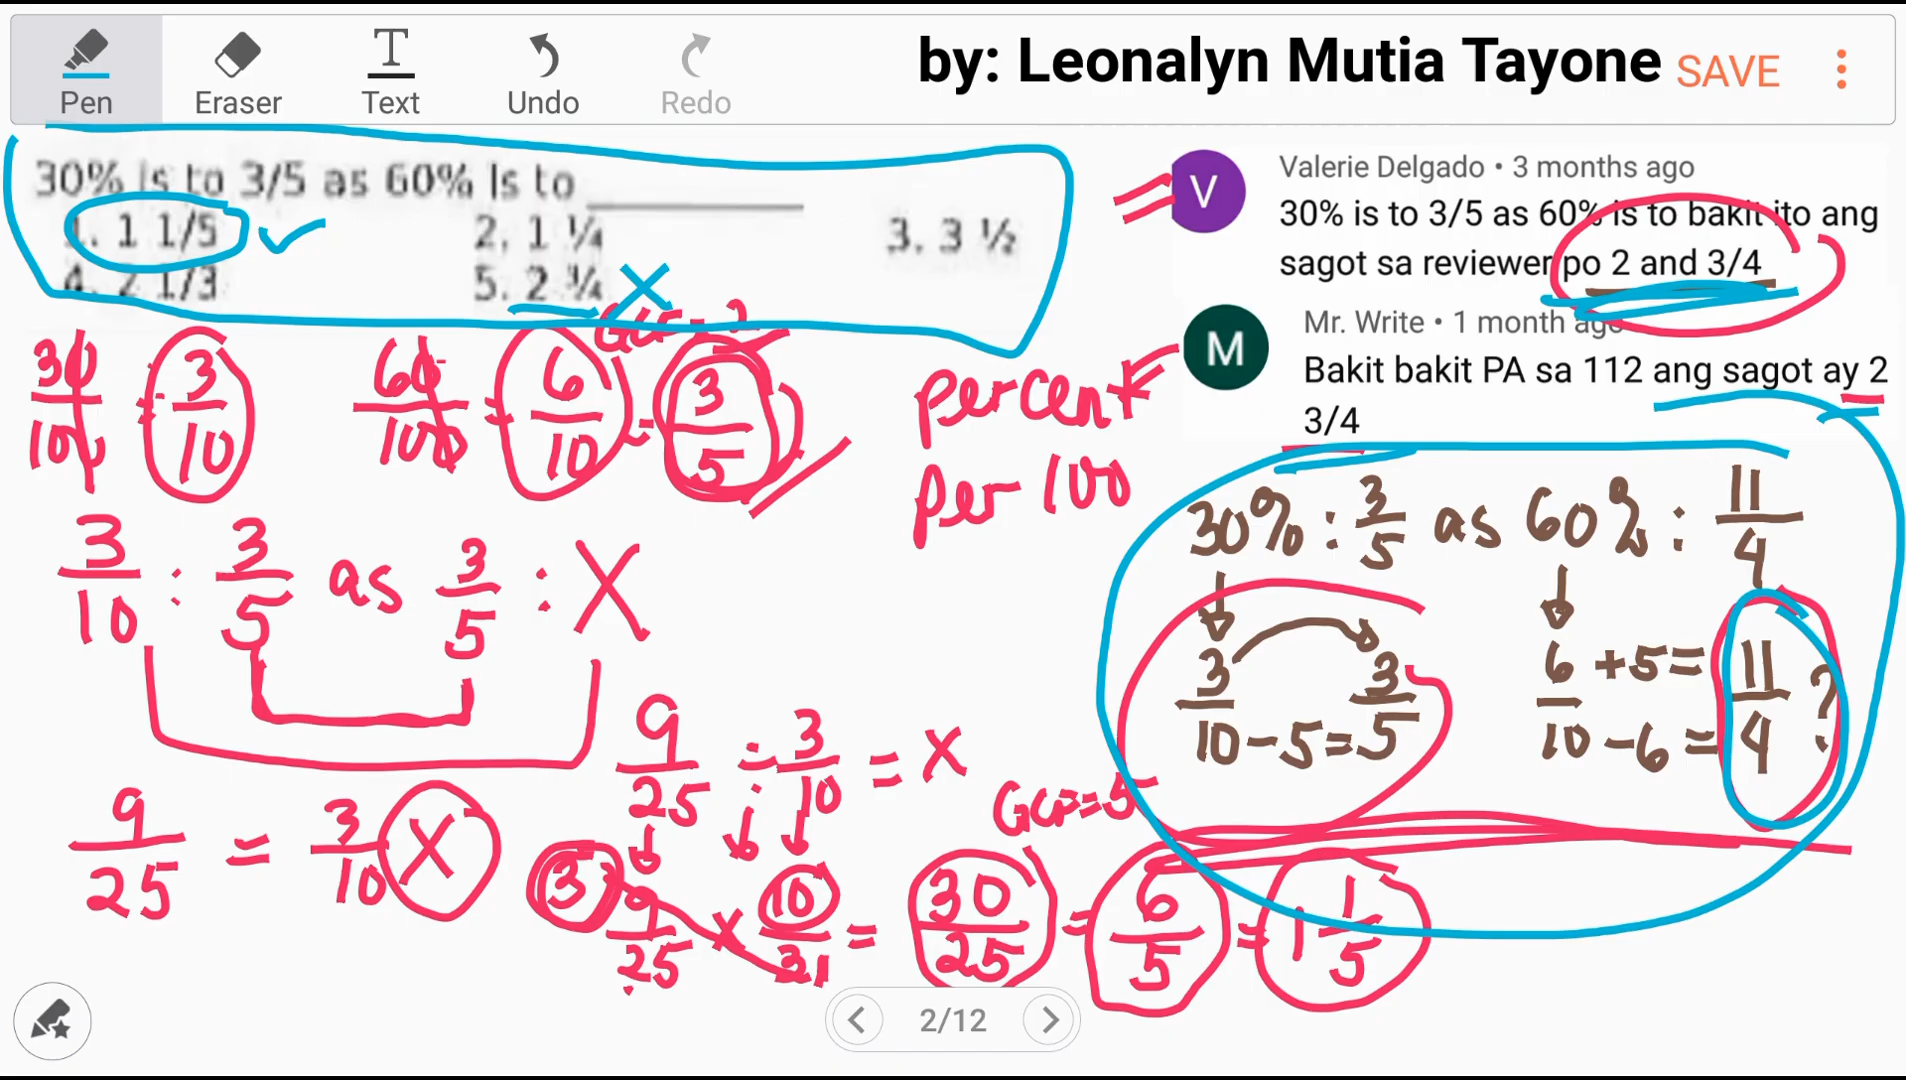 by: Leonalyn Mutia Tayone
SAVE
Pen
Eraser
Text
Undo
Redo
30% is to 3/5 as 60% is to __________
1. 1 1/5
2. 1 ¼
3. 3 ½
4. 2 1/3
5. 2 ¾
V
Valerie Delgado • 3 months ago
30% is to 3/5 as 60% is to bakit ito ang
sagot sa reviewer po 2 and 3/4
M
Mr. Write • 1 month ago
Bakit bakit PA sa 112 ang sagot ay 2
3/4
GCF = 2
30/100 = 3/10
60/100 = 6/10 = 3/5
percent
per 100
3/10 : 3/5 as 3/5 : X
9/25 = 3/10 X
9/25 ÷ 3/10 = X
GCF=5
3 9/25 x 10/3 1 = 30/25 = 6/5 = 1 1/5
30% : 3/5 as 60% : 11/4
3 3 6 +5= 11 ?
10-5=5 10-6=4
2/12